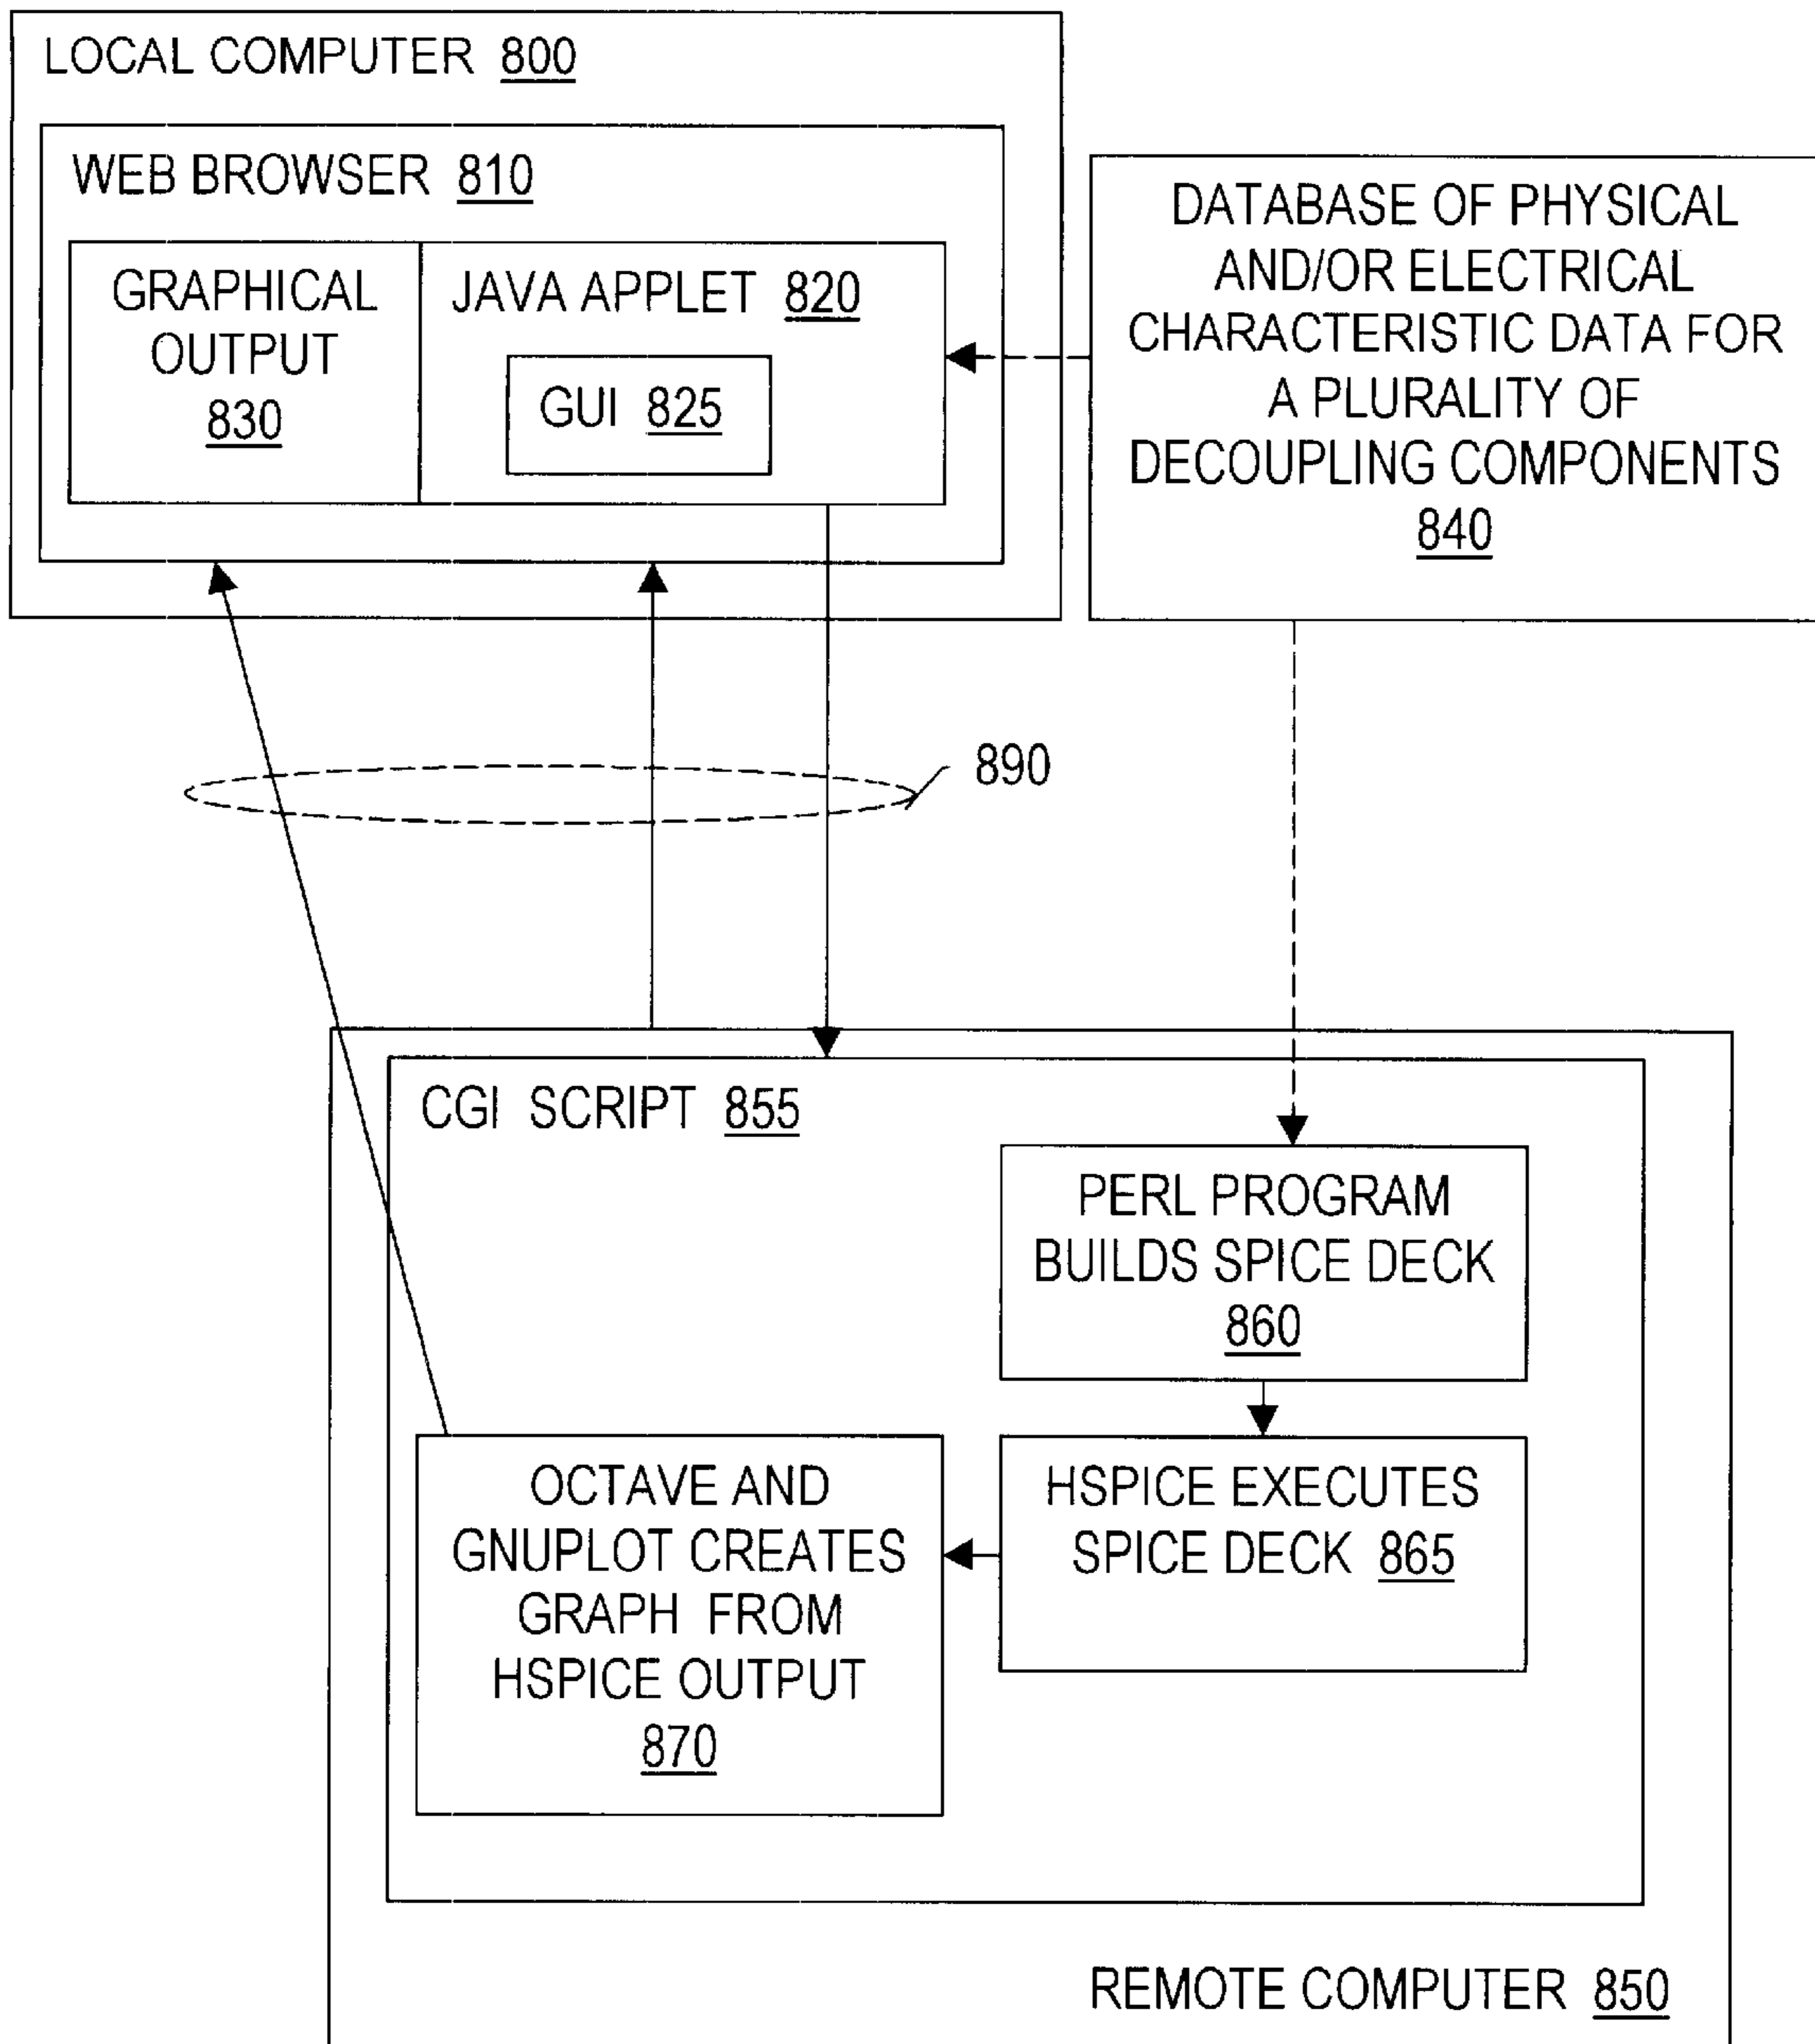 LOCAL COMPUTER 800
WEB BROWSER 810
GRAPHICAL
OUTPUT
830
JAVA APPLET 820
GUI 825
DATABASE OF PHYSICAL
AND/OR ELECTRICAL
CHARACTERISTIC DATA FOR
A PLURALITY OF
DECOUPLING COMPONENTS
840
890
CGI SCRIPT 855
PERL PROGRAM
BUILDS SPICE DECK
860
HSPICE EXECUTES
SPICE DECK 865
OCTAVE AND
GNUPLOT CREATES
GRAPH FROM
HSPICE OUTPUT
870
REMOTE COMPUTER 850